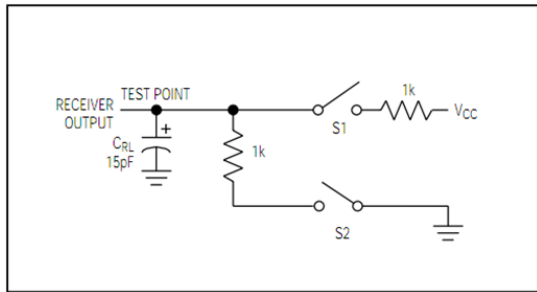 TEST POINT
RECEIVER
OUTPUT
1k
VCC
S1
+
CRL
15pF
1k
S2